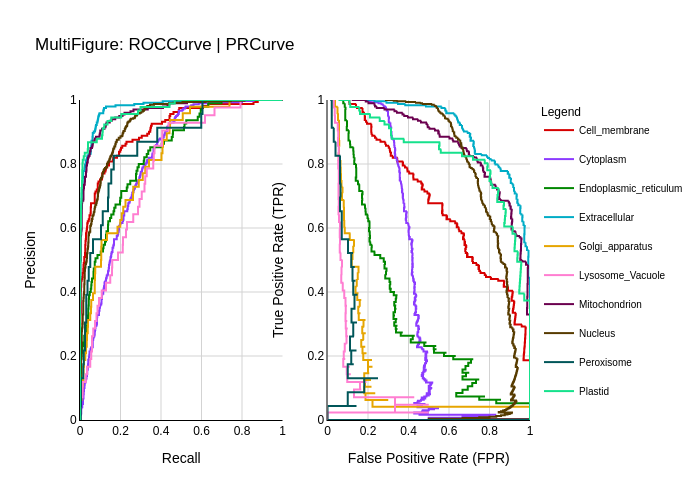 MultiFigure: ROCCurve | PRCurve
Precision
1
0.8
0.6
0.4
0.2
0
0 0.2 0.4 0.6 0.8 1
Recall
True Positive Rate (TPR)
1
0.8
0.6
0.4
0.2
0
0 0.2 0.4 0.6 0.8 1
False Positive Rate (FPR)
Legend
Cell_membrane
Cytoplasm
Endoplasmic_reticulum
Extracellular
Golgi_apparatus
Lysosome_Vacuole
Mitochondrion
Nucleus
Peroxisome
Plastid